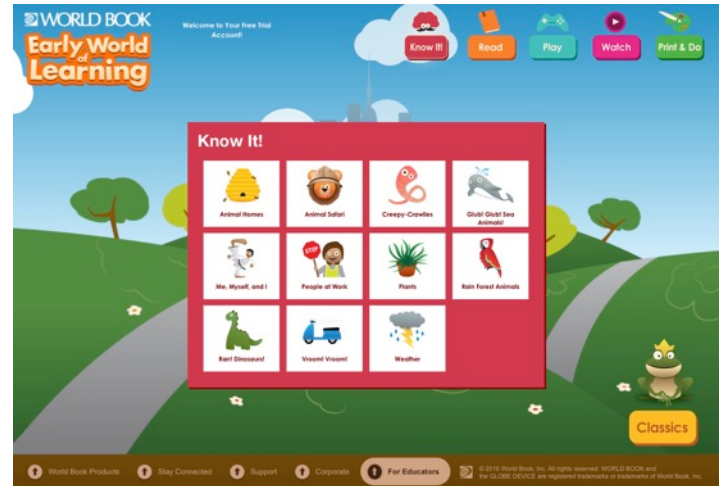 WORLD BOOK
Early World
of
Learning
Welcome to Your Free Trial
Account!
Know It!
Read
Play
Watch
Print & Do
Know It!
Animal Homes
Animal Safari
Creepy-Crawlies
Glub! Glub! Sea
Animals!
Me, Myself, and I
STOP
People at Work
Plants
Rain Forest Animals
Rarr! Dinosaurs!
Vroom! Vroom!
Weather
Classics
World Book Products
Stay Connected
Support
Corporate
For Educators
© 2018 World Book, Inc. All rights reserved. WORLD BOOK and
the GLOBE DEVICE are registered trademarks or trademarks of World Book, Inc.